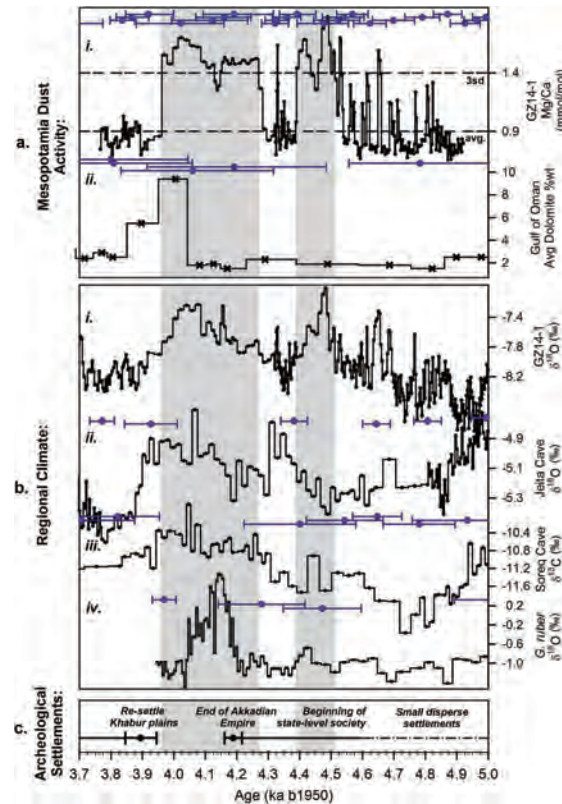 a.
Mesopotamia Dust
Activity:
i.
3sd
1.4
avg.
0.9
GZ14-1
Mg/Ca
(mmol/mol)
ii.
10
8
6
4
2
Gulf of Oman
Avg Dolomite %wt
b.
Regional Climate:
i.
-7.4
-7.8
-8.2
GZ14-1
δ18O (‰)
ii.
-4.9
-5.1
-5.3
Jeita Cave
δ18O (‰)
iii.
-10.4
-10.8
-11.2
-11.6
Soreq Cave
δ13C (‰)
iv.
0.2
-0.2
-0.6
-1.0
G. ruber
δ18O (‰)
c.
Archeological
Settlements:
Re-settle
Khabur plains
End of Akkadian
Empire
Beginning of
state-level society
Small disperse
settlements
3.7 3.8 3.9 4.0 4.1 4.2 4.3 4.4 4.5 4.6 4.7 4.8 4.9 5.0
Age (ka b1950)